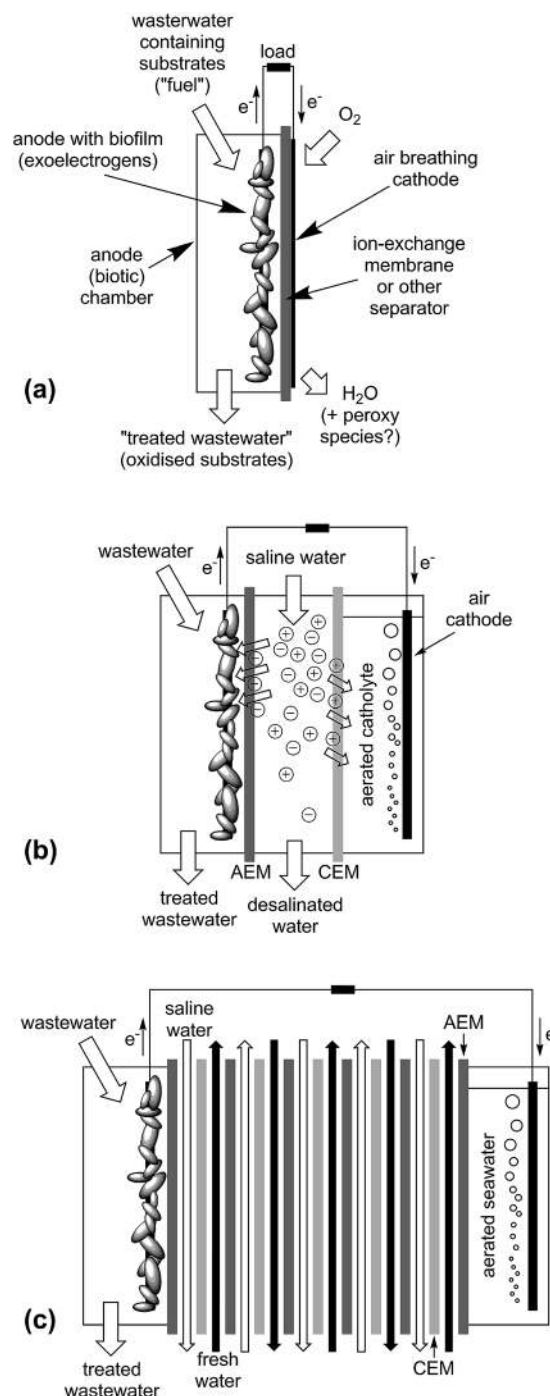 wasterwater
containing
substrates
("fuel")
load
e-
e-
O2
anode with biofilm
(exoelectrogens)
air breathing
cathode
anode
(biotic)
chamber
ion-exchange
membrane
or other
separator
(a)
H2O
(+ peroxy
species?)
"treated wastewater"
(oxidised substrates)
wastewater
e-
saline water
e-
air
cathode
aerated catholyte
(b)
AEM
CEM
treated
wastewater
desalinated
water
wastewater
e-
saline
water
AEM
e
aerated seawater
(c)
treated
wastewater
fresh
water
CEM